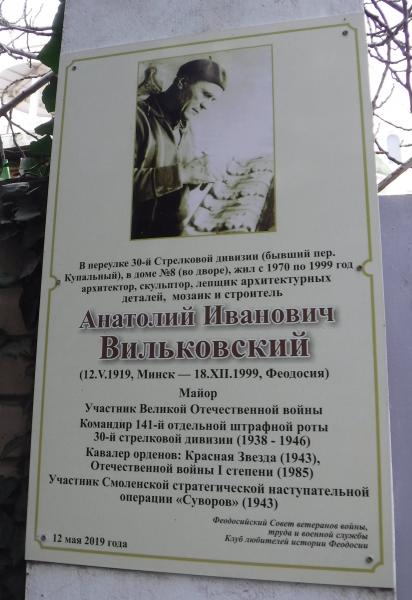 В переулке 30-й Стрелковой дивизии (бывший пер.
Купальный), в доме №8 (во дворе), жил с 1970 по 1999 год
архитектор, скульптор, лепщик архитектурных
деталей, мозаик и строитель
Анатолий Иванович
Вильковский
(12.V.1919, Минск — 18.XII.1999, Феодосия)
Майор
Участник Великой Отечественной войны
Командир 141-й отдельной штрафной роты
30-й стрелковой дивизии (1938 - 1946)
Кавалер орденов: Красная Звезда (1943),
Отечественной войны I степени (1985)
Участник Смоленской стратегической наступательной
операции «Суворов» (1943)
Феодосийский Совет ветеранов войны,
труда и военной службы
Клуб любителей истории Феодосии
12 мая 2019 года